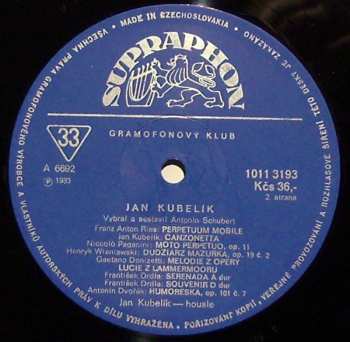 VŠECHNA PRÁVA GRAMOFONOVÉHO VÝROBCE A VLASTNÍKŮ AUTORSKÝCH PRÁV K DÍLU VYHRAZENA • POŘIZOVÁNÍ KOPIÍ, VEŘEJNÉ PROVOZOVÁNÍ A ROZHLASOVÉ ŠÍŘENÍ TÉTO DESKY JE ZAKÁZÁNO
• MADE IN CZECHOSLOVAKIA •
SUPRAPHON
GRAMOFONOVÝ KLUB
33
A 6692
Ⓟ 1983
1011 3193
Kčs 36,-
2 strana
JAN KUBELÍK
Vybral a sestavil Antonín Schubert
Franz Anton Ries: PERPETUUM MOBILE
Jan Kubelík: CANZONETTA
Niccolò Paganini: MOTO PERPETUO, op. 11
Henryk Wieniawski: DUDZIARZ MAZURKA, op. 19 č. 2
Gaetano Donizetti: MELODIE Z OPERY
LUCIE Z LAMMERMOORU
František Drdla: SERENADA A dur
František Drdla: SOUVENIR D dur
Antonín Dvořák: HUMORESKA, op. 101 č. 7
Jan Kubelík — housle